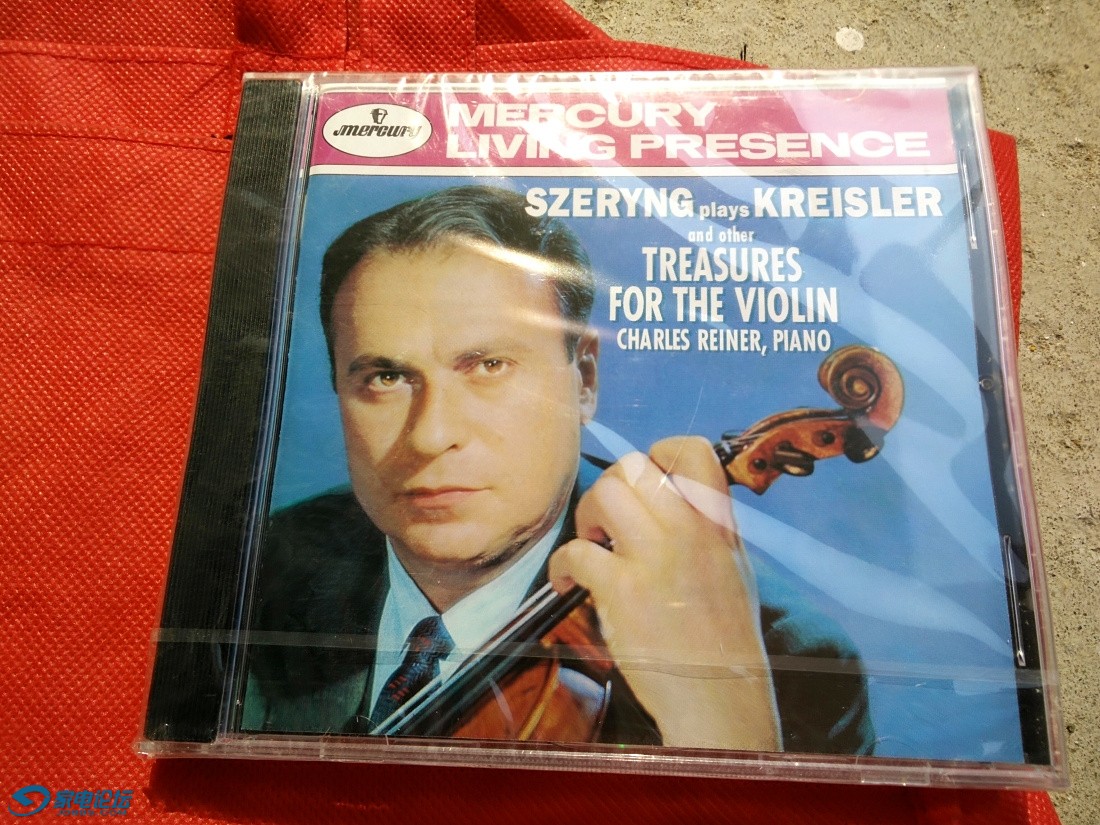 mercury
MERCURY
LIVING PRESENCE
SZERYNG plays KREISLER
and other
TREASURES
FOR THE VIOLIN
CHARLES REINER, PIANO
家电论坛